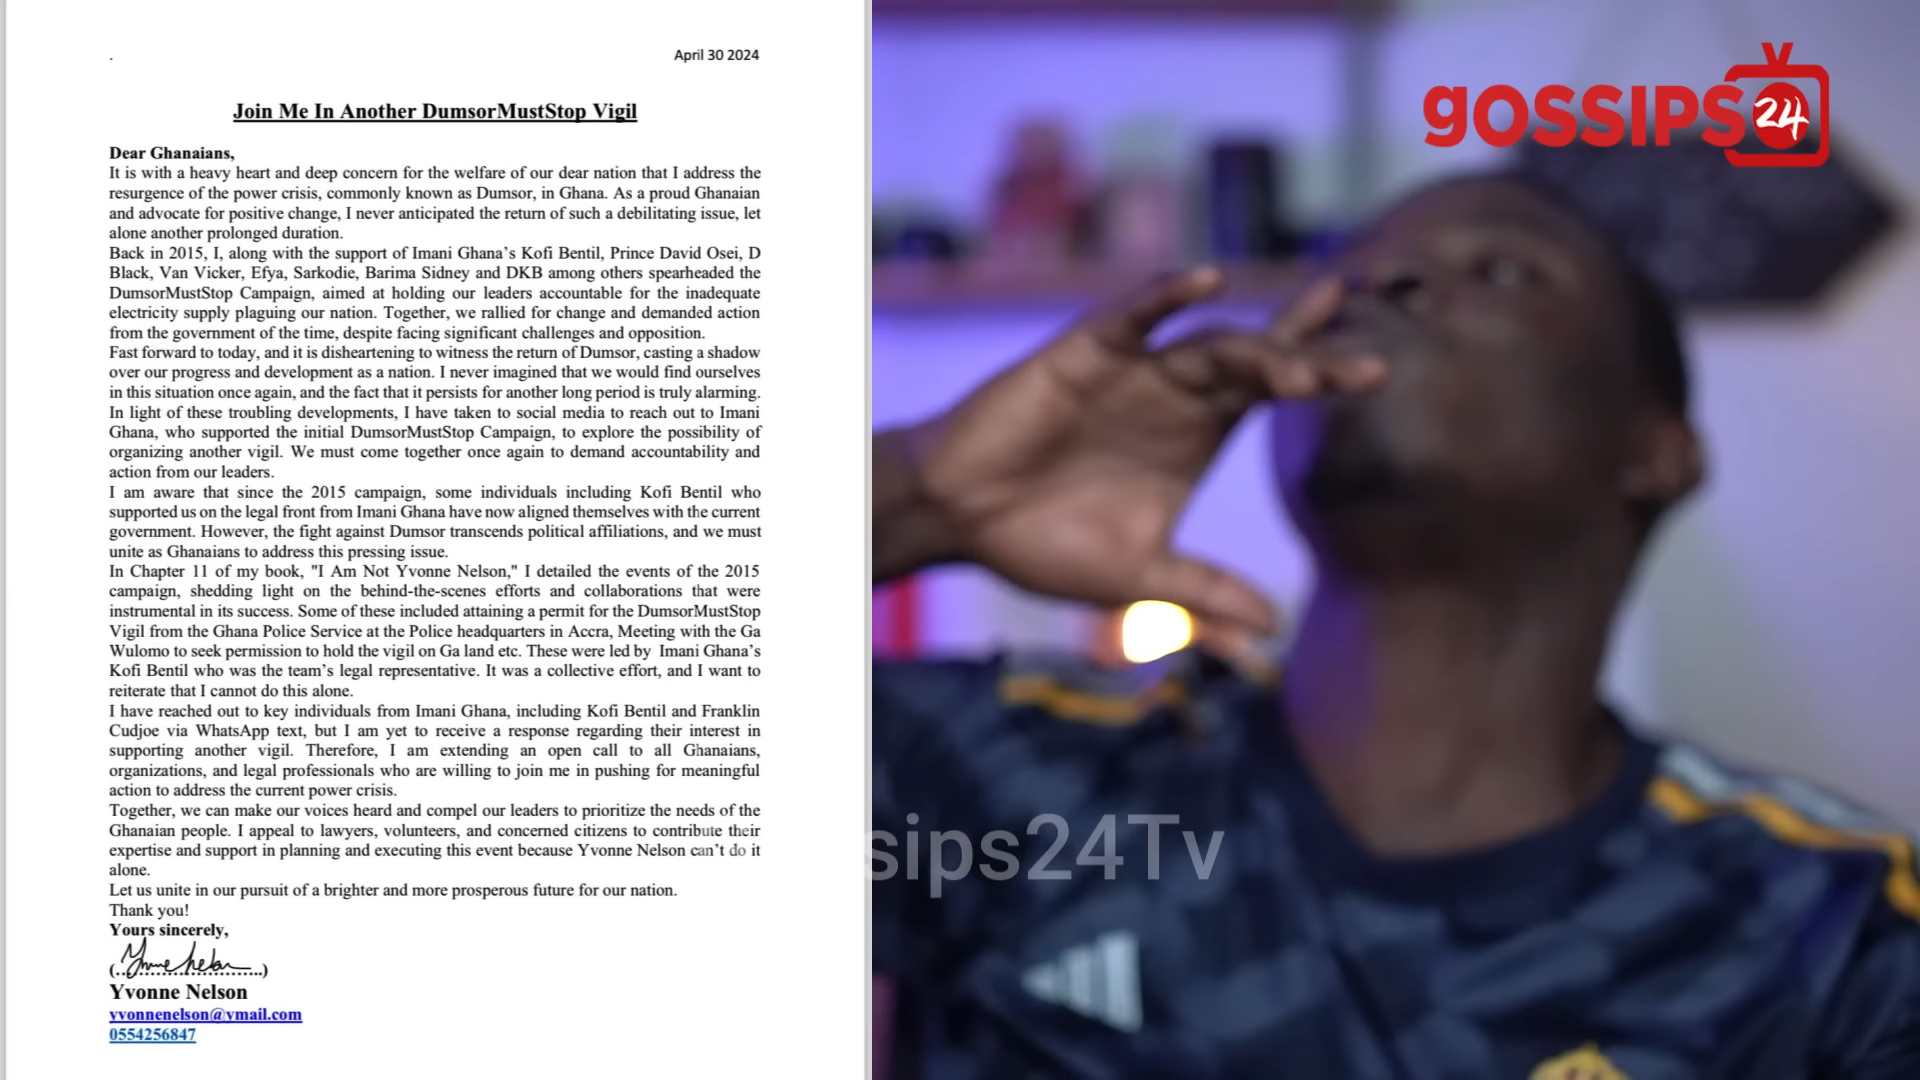 .
April 30 2024
Join Me In Another DumsorMustStop Vigil
Dear Ghanaians,
It is with a heavy heart and deep concern for the welfare of our dear nation that I address the
resurgence of the power crisis, commonly known as Dumsor, in Ghana. As a proud Ghanaian
and advocate for positive change, I never anticipated the return of such a debilitating issue, let
alone another prolonged duration.
Back in 2015, I, along with the support of Imani Ghana's Kofi Bentil, Prince David Osei, D
Black, Van Vicker, Efya, Sarkodie, Barima Sidney and DKB among others spearheaded the
DumsorMustStop Campaign, aimed at holding our leaders accountable for the inadequate
electricity supply plaguing our nation. Together, we rallied for change and demanded action
from the government of the time, despite facing significant challenges and opposition.
Fast forward to today, and it is disheartening to witness the return of Dumsor, casting a shadow
over our progress and development as a nation. I never imagined that we would find ourselves
in this situation once again, and the fact that it persists for another long period is truly alarming.
In light of these troubling developments, I have taken to social media to reach out to Imani
Ghana, who supported the initial DumsorMustStop Campaign, to explore the possibility of
organizing another vigil. We must come together once again to demand accountability and
action from our leaders.
I am aware that since the 2015 campaign, some individuals including Kofi Bentil who
supported us on the legal front from Imani Ghana have now aligned themselves with the current
government. However, the fight against Dumsor transcends political affiliations, and we must
unite as Ghanaians to address this pressing issue.
In Chapter 11 of my book, "I Am Not Yvonne Nelson," I detailed the events of the 2015
campaign, shedding light on the behind-the-scenes efforts and collaborations that were
instrumental in its success. Some of these included attaining a permit for the DumsorMustStop
Vigil from the Ghana Police Service at the Police headquarters in Accra, Meeting with the Ga
Wulomo to seek permission to hold the vigil on Ga land etc. These were led by Imani Ghana's
Kofi Bentil who was the team's legal representative. It was a collective effort, and I want to
reiterate that I cannot do this alone.
I have reached out to key individuals from Imani Ghana, including Kofi Bentil and Franklin
Cudjoe via WhatsApp text, but I am yet to receive a response regarding their interest in
supporting another vigil. Therefore, I am extending an open call to all Ghanaians,
organizations, and legal professionals who are willing to join me in pushing for meaningful
action to address the current power crisis.
Together, we can make our voices heard and compel our leaders to prioritize the needs of the
Ghanaian people. I appeal to lawyers, volunteers, and concerned citizens to contribute their
expertise and support in planning and executing this event because Yvonne Nelson can't do it
alone.
Let us unite in our pursuit of a brighter and more prosperous future for our nation.
Thank you!
Yours sincerely,
Yvonne Nelson
yvonnenelson@ymail.com
0554256847
gOSSIPS24
sips24Tv